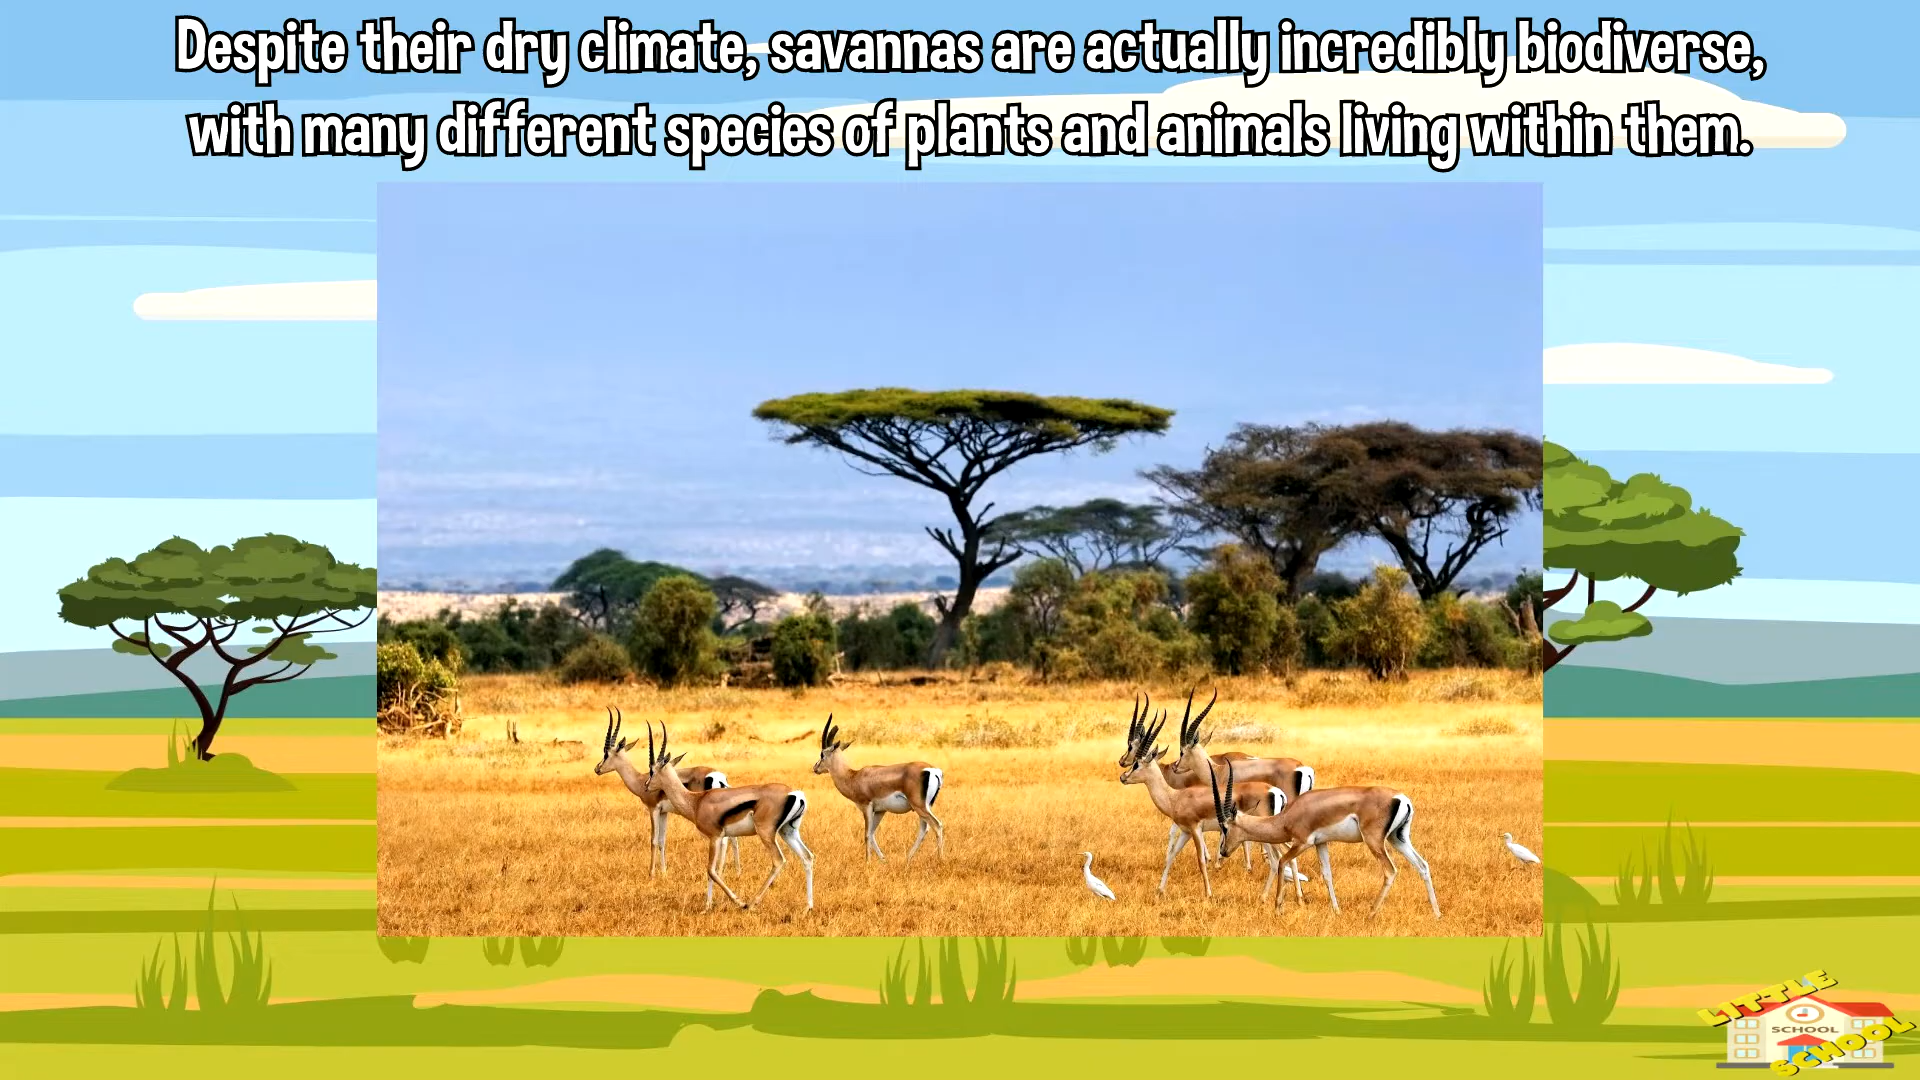 Despite their dry climate, savannas are actually incredibly biodiverse,
with many different species of plants and animals living within them.
LITTLE
SCHOOL
SCHOOL